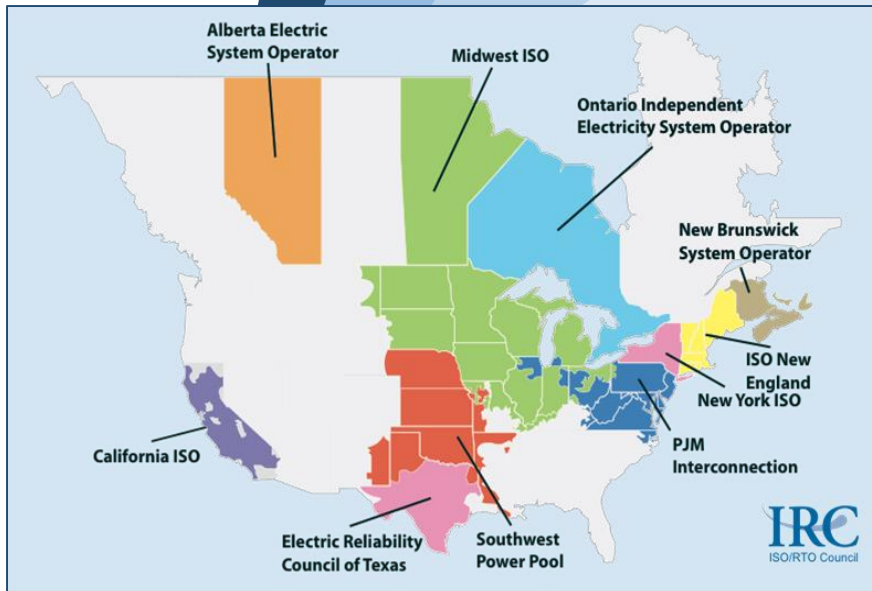 Alberta Electric
System Operator
Midwest ISO
Ontario Independent
Electricity System Operator
New Brunswick
System Operator
ISO New
England
New York ISO
PJM
Interconnection
California ISO
Electric Reliability
Council of Texas
Southwest
Power Pool
IRC
ISO/RTO Council